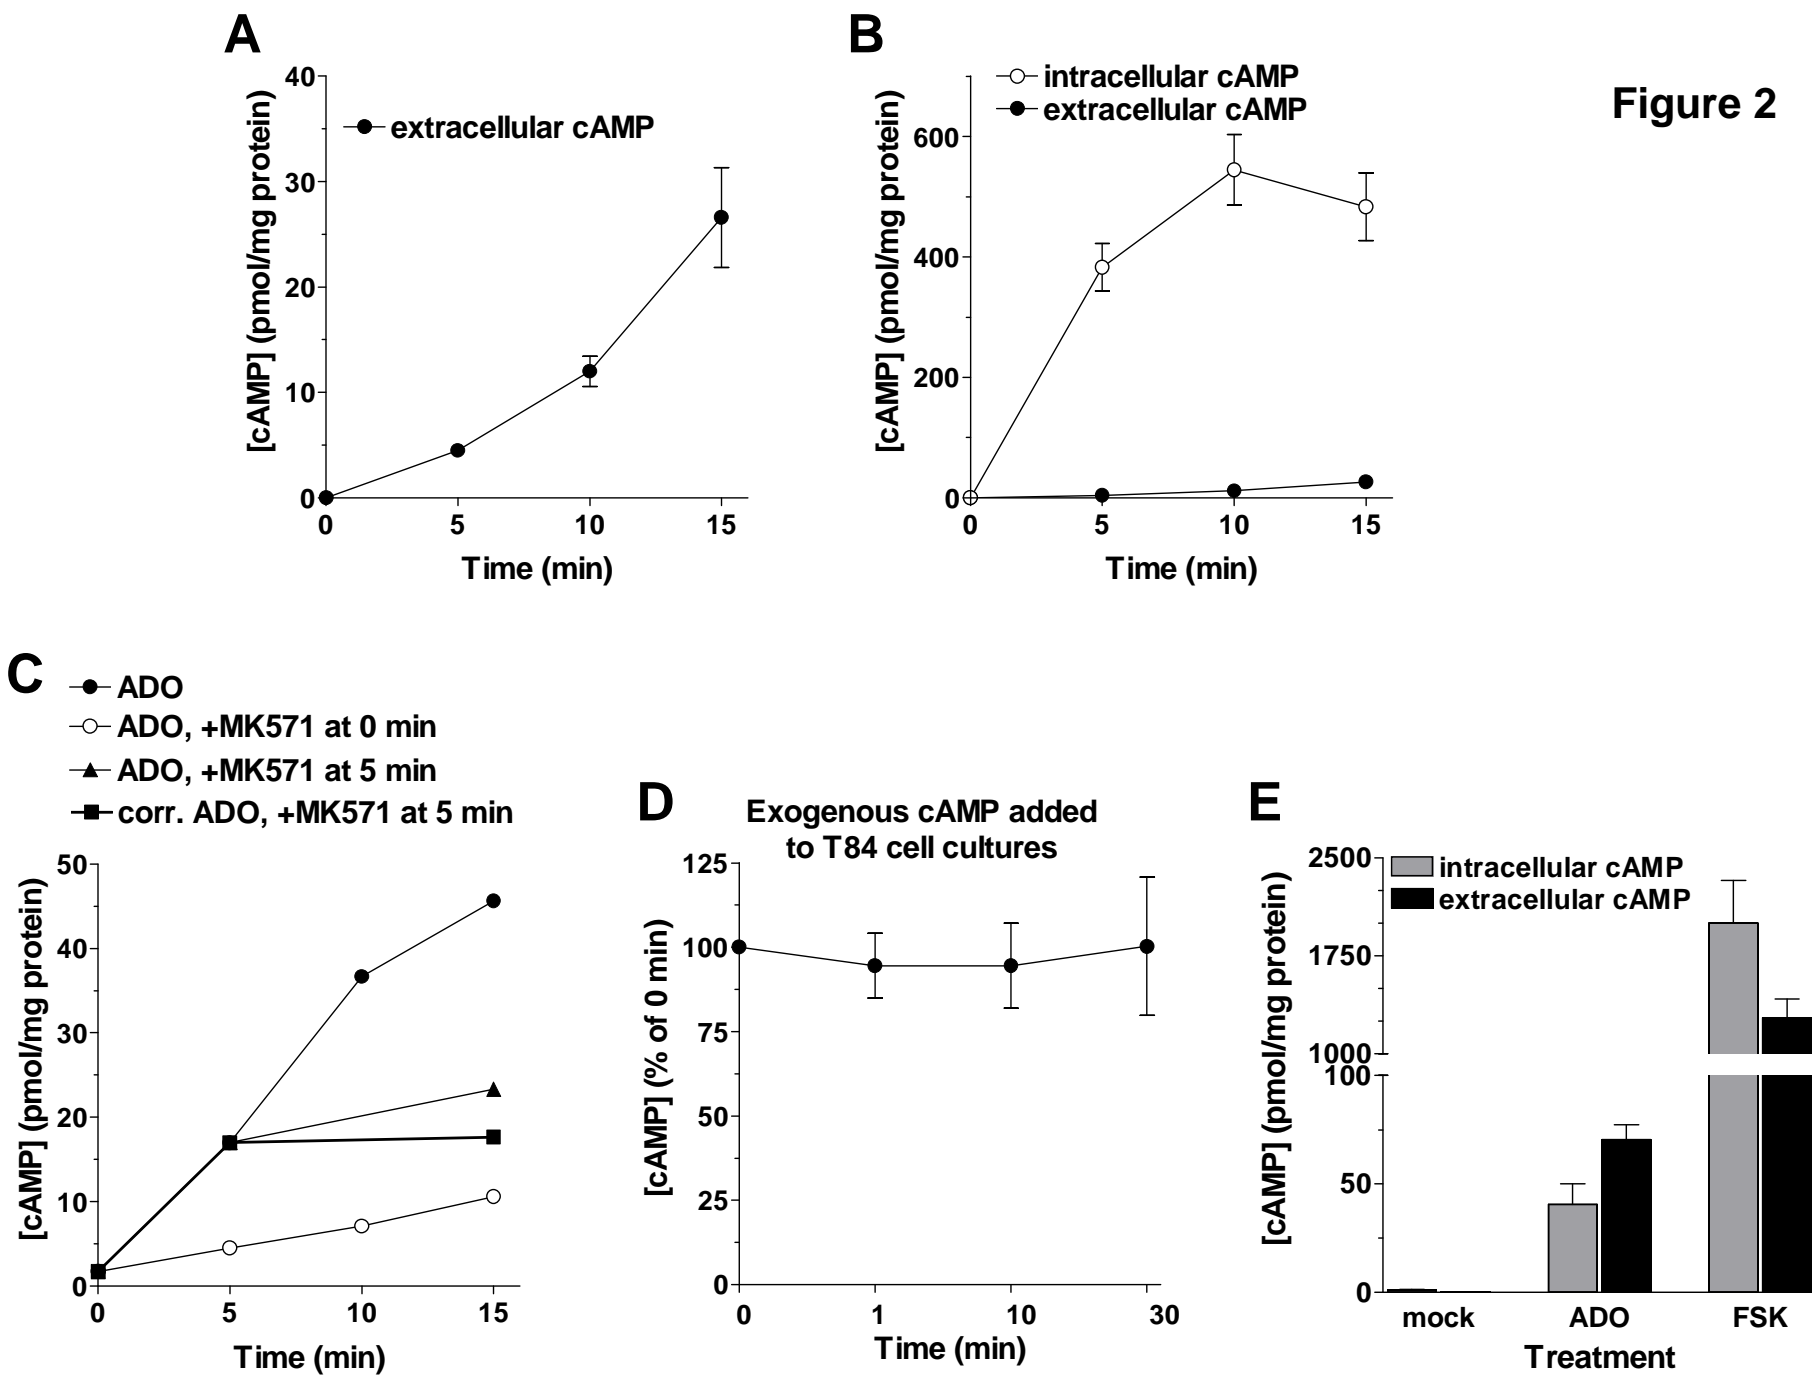 A
B
Figure 2
extracellular cAMP
intracellular cAMP
extracellular cAMP
[cAMP] (pmol/mg protein)
40
30
20
10
0
0 5 10 15
Time (min)
[cAMP] (pmol/mg protein)
600
400
200
0
0 5 10 15
Time (min)
C
ADO
ADO, +MK571 at 0 min
ADO, +MK571 at 5 min
corr. ADO, +MK571 at 5 min
[cAMP] (pmol/mg protein)
50
40
30
20
10
0
0 5 10 15
Time (min)
D
Exogenous cAMP added
to T84 cell cultures
[cAMP] (% of 0 min)
125
100
75
50
25
0
0 1 10 30
Time (min)
E
intracellular cAMP
extracellular cAMP
[cAMP] (pmol/mg protein)
2500
1750
1000
100
50
0
mock ADO FSK
Treatment